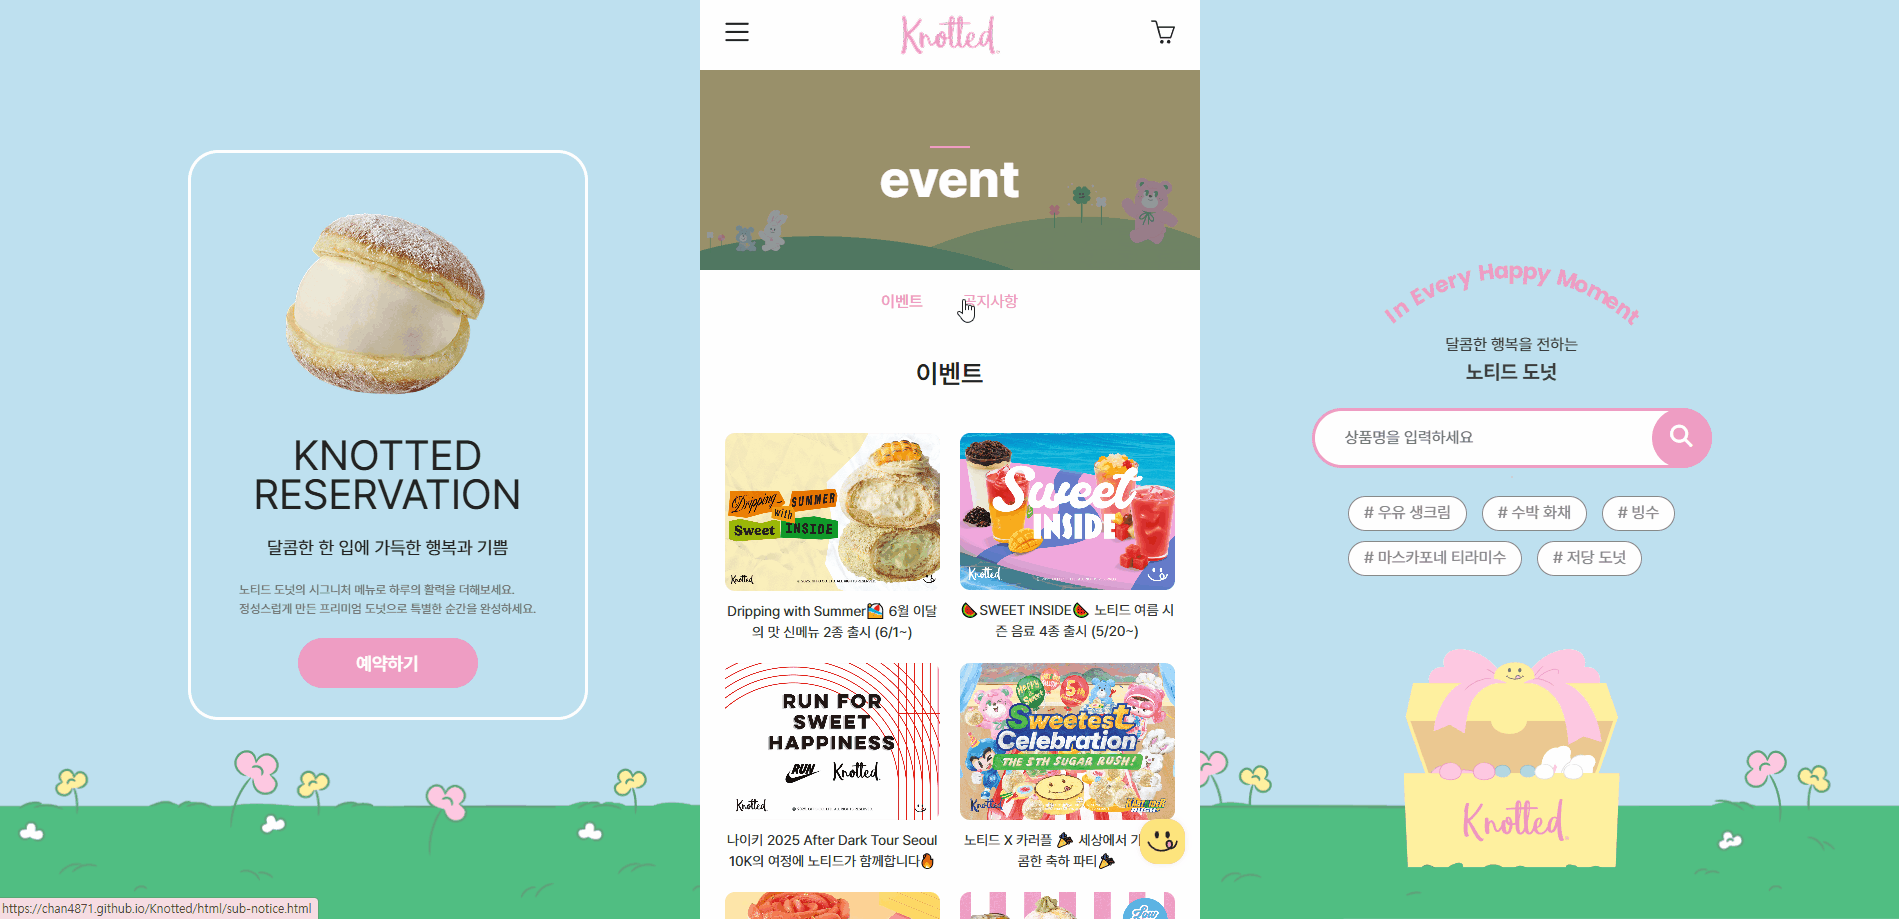 KNOTTED
RESERVATION
달콤한 한 입에 가득한 행복과 기쁨
노티드 도넛의 시그니처 메뉴로 하루의 활력을 더해보세요.
정성스럽게 만든 프리미엄 도넛으로 특별한 순간을 완성하세요.
예약하기
https://chan4871.github.io/Knotted/html/sub-notice.html
Knotted
event
이벤트
공지사항
이벤트
Dripping
with
SUMMER
Sweet
INSIDE
Knotted
Dripping with Summer🏖 6월 이달
의 맛 신메뉴 2종 출시 (6/1~)
Sweet
INSIDE
Knotted
🍉SWEET INSIDE🍉 노티드 여름 시
즌 음료 4종 출시 (5/20~)
RUN FOR
SWEET
HAPPINESS
RUN
Knotted
Knotted
나이키 2025 After Dark Tour Seoul
10K의 여정에 노티드가 함께합니다🔥
5th
Sweetest
Celebration
THE 5TH SUGAR RUSH!
Knotted
노티드 X 카러플 🎉 세상에서 가
콤한 축하 파티🎉
In Every Happy Moment
달콤한 행복을 전하는
노티드 도넛
상품명을 입력하세요
# 우유 생크림
# 수박 화채
# 빙수
# 마스카포네 티라미수
# 저당 도넛
Knotted